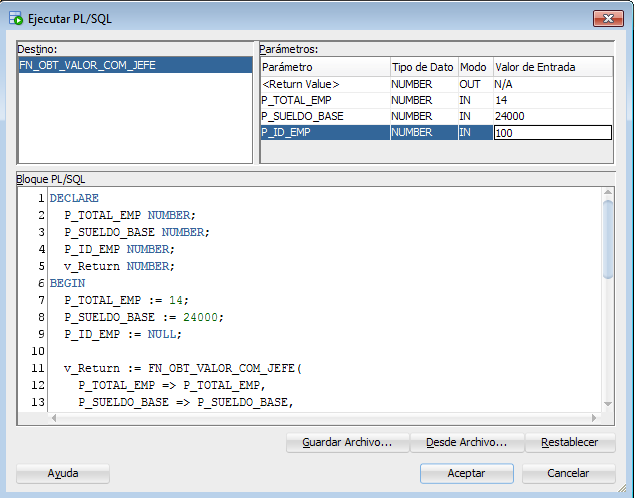 Ejecutar PL/SQL
Destino:
FN_OBT_VALOR_COM_JEFE
Parámetros:
Parámetro Tipo de Dato Modo Valor de Entrada
<Return Value> NUMBER OUT N/A
P_TOTAL_EMP NUMBER IN 14
P_SUELDO_BASE NUMBER IN 24000
P_ID_EMP NUMBER IN 100
Bloque PL/SQL
1 DECLARE
2 P_TOTAL_EMP NUMBER;
3 P_SUELDO_BASE NUMBER;
4 P_ID_EMP NUMBER;
5 v_Return NUMBER;
6 BEGIN
7 P_TOTAL_EMP := 14;
8 P_SUELDO_BASE := 24000;
9 P_ID_EMP := NULL;
10
11 v_Return := FN_OBT_VALOR_COM_JEFE(
12 P_TOTAL_EMP => P_TOTAL_EMP,
13 P_SUELDO_BASE => P_SUELDO_BASE,
Guardar Archivo... Desde Archivo... Restablecer
Ayuda Aceptar Cancelar